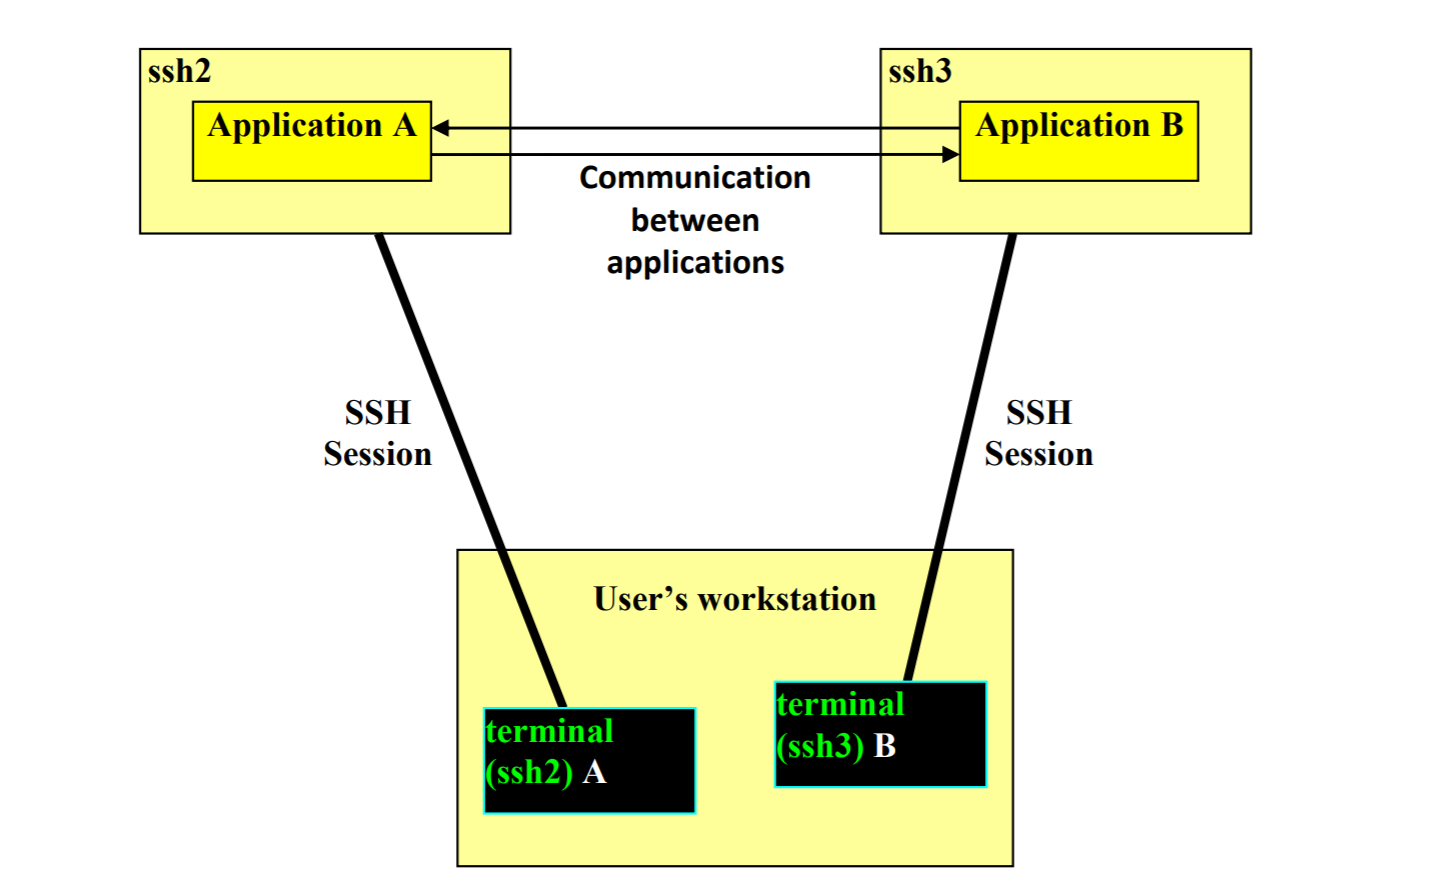 ssh2
Application A
ssh3
Application B
Communication
between
applications
SSH
Session
SSH
Session
User’s workstation
terminal
(ssh2) A
terminal
(ssh3) B